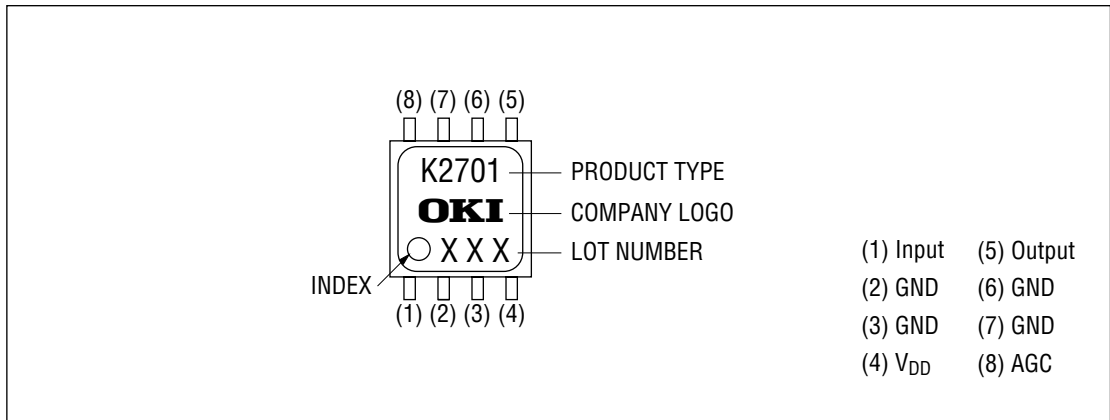 (8) (7) (6) (5)
K2701 PRODUCT TYPE
OKI COMPANY LOGO
X X X LOT NUMBER
INDEX
(1) (2) (3) (4)
(1) Input (5) Output
(2) GND (6) GND
(3) GND (7) GND
(4) VDD (8) AGC